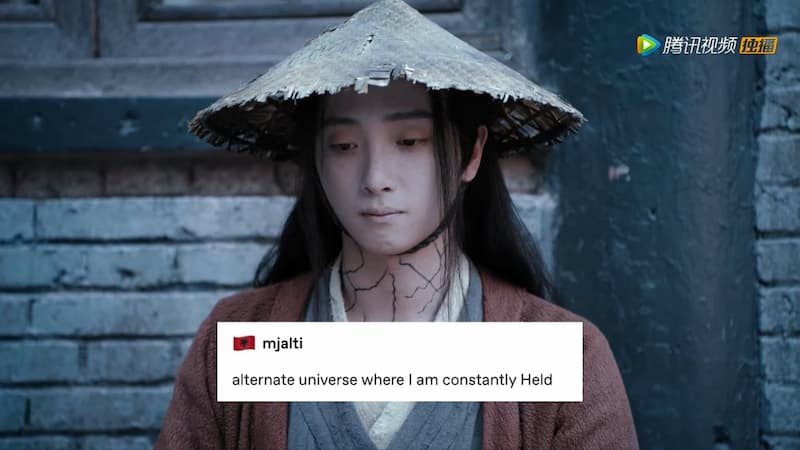 腾讯视频 独播
mjalti
alternate universe where I am constantly Held